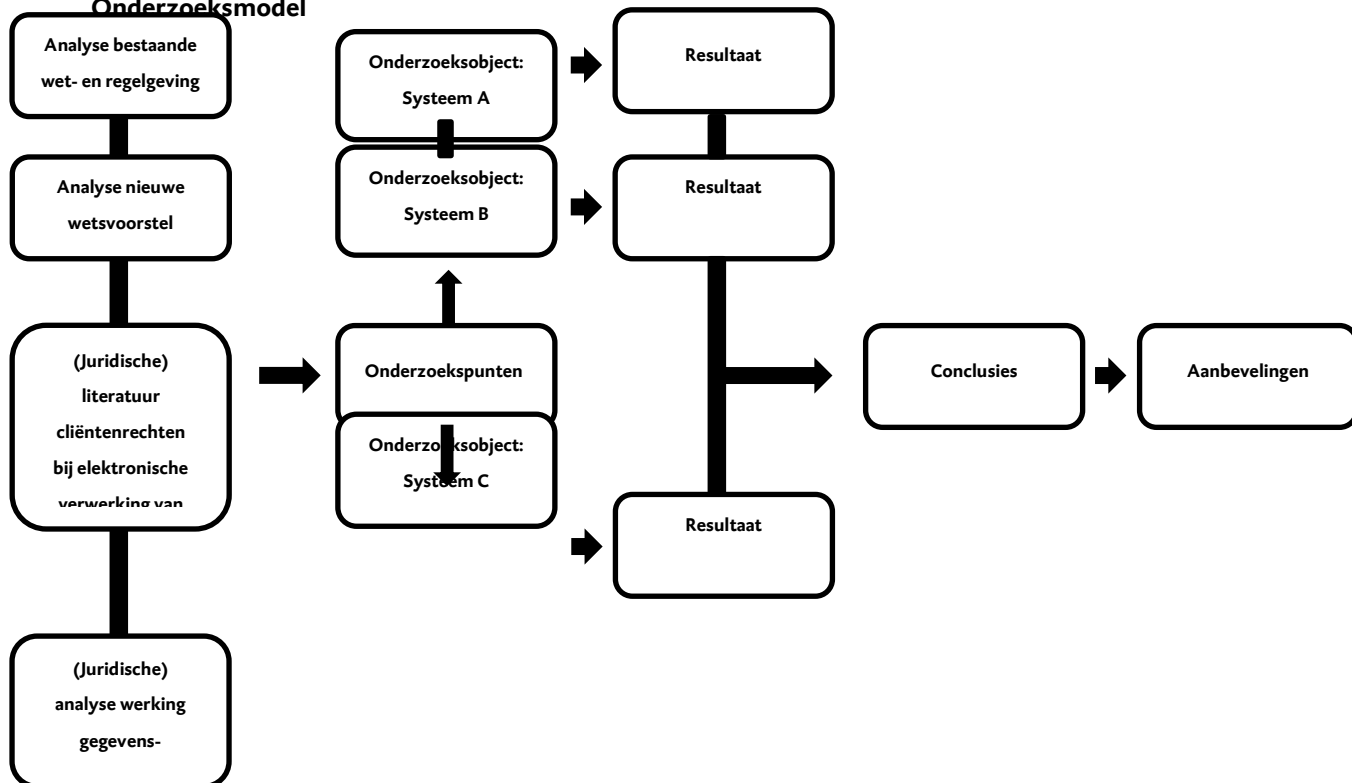 Onderzoeksmodel
Analyse bestaande
wet- en regelgeving
Analyse nieuwe
wetsvoorstel
(Juridische)
literatuur
cliëntenrechten
bij elektronische
verwerking van
(Juridische)
analyse werking
gegevens-
Onderzoeksobject:
Systeem A
Onderzoeksobject:
Systeem B
Onderzoekspunten
Onderzoeksobject:
Systeem C
Resultaat
Resultaat
Resultaat
Conclusies
Aanbevelingen